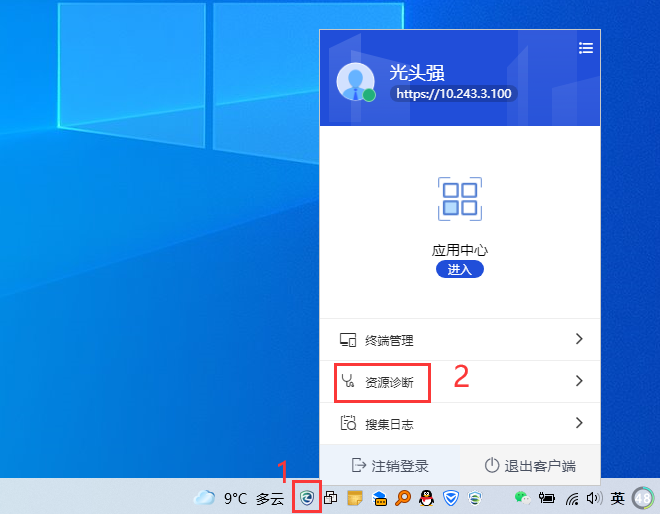 光头强
https://10.243.3.100
应用中心
进入
终端管理
资源诊断
2
搜集日志
注销登录
退出客户端
1
9°C 多云
英
48